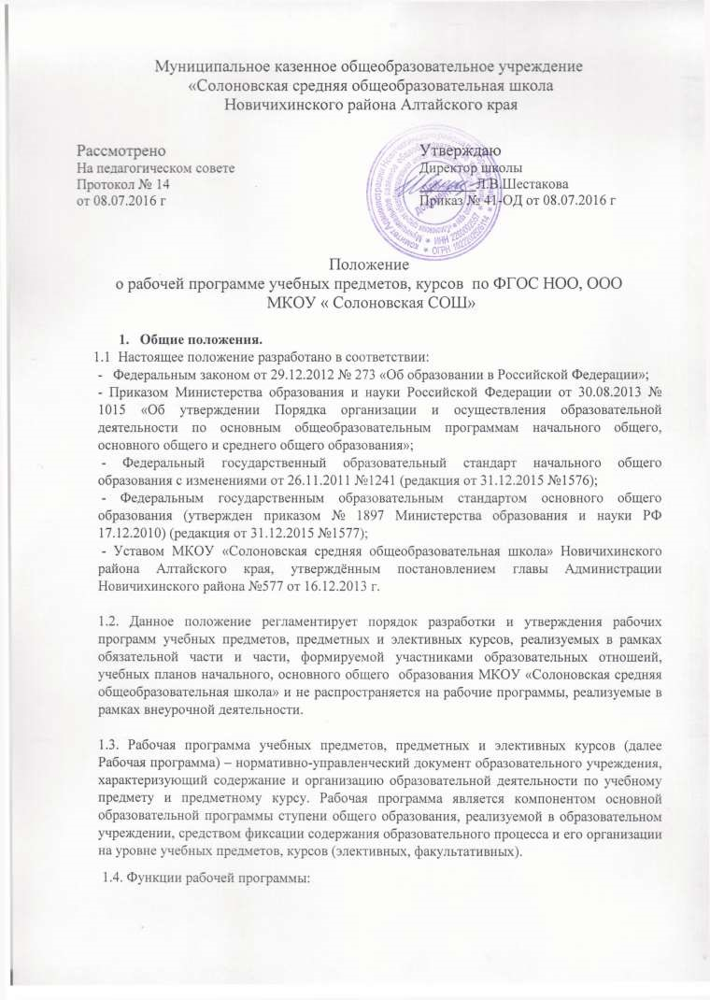 Муниципальное казенное общеобразовательное учреждение
«Солоновская средняя общеобразовательная школа
Новичихинского района Алтайского края
Рассмотрено
На педагогическом совете
Протокол № 14
от 08.07.2016 г
Утверждаю
Директор школы
Л.В.Шестакова
Приказ № 41-ОД от 08.07.2016 г
Положение
о рабочей программе учебных предметов, курсов по ФГОС НОО, ООО
МКОУ « Солоновская СОШ»
1. Общие положения.
1.1 Настоящее положение разработано в соответствии:
- Федеральным законом от 29.12.2012 № 273 «Об образовании в Российской Федерации»;
- Приказом Министерства образования и науки Российской Федерации от 30.08.2013 №
1015 «Об утверждении Порядка организации и осуществления образовательной
деятельности по основным общеобразовательным программам начального общего,
основного общего и среднего общего образования»;
- Федеральный государственный образовательный стандарт начального общего
образования с изменениями от 26.11.2011 №1241 (редакция от 31.12.2015 №1576);
- Федеральным государственным образовательным стандартом основного общего
образования (утвержден приказом № 1897 Министерства образования и науки РФ
17.12.2010) (редакция от 31.12.2015 №1577);
- Уставом МКОУ «Солоновская средняя общеобразовательная школа» Новичихинского
района Алтайского края, утверждённым постановлением главы Администрации
Новичихинского района №577 от 16.12.2013 г.
1.2. Данное положение регламентирует порядок разработки и утверждения рабочих
программ учебных предметов, предметных и элективных курсов, реализуемых в рамках
обязательной части и части, формируемой участниками образовательных отношеий,
учебных планов начального, основного общего образования МКОУ «Солоновская средняя
общеобразовательная школа» и не распространяется на рабочие программы, реализуемые в
рамках внеурочной деятельности.
1.3. Рабочая программа учебных предметов, предметных и элективных курсов (далее
Рабочая программа) – нормативно-управленческий документ образовательного учреждения,
характеризующий содержание и организацию образовательной деятельности по учебному
предмету и предметному курсу. Рабочая программа является компонентом основной
образовательной программы ступени общего образования, реализуемой в образовательном
учреждении, средством фиксации содержания образовательного процесса и его организации
на уровне учебных предметов, курсов (элективных, факультативных).
1.4. Функции рабочей программы: